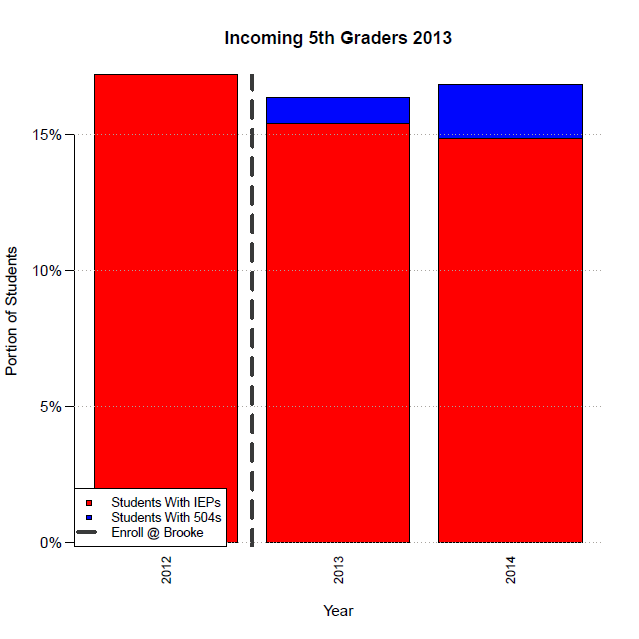 Incoming 5th Graders 2013
Portion of Students
15%
10%
5%
0%
Students With IEPs
Students With 504s
Enroll @ Brooke
2012
2013
2014
Year